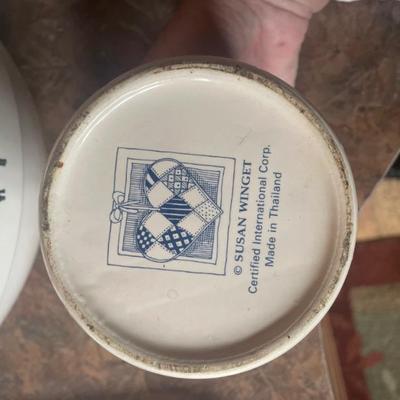 © SUSAN WINGET
Certified International Corp.
Made in Thailand